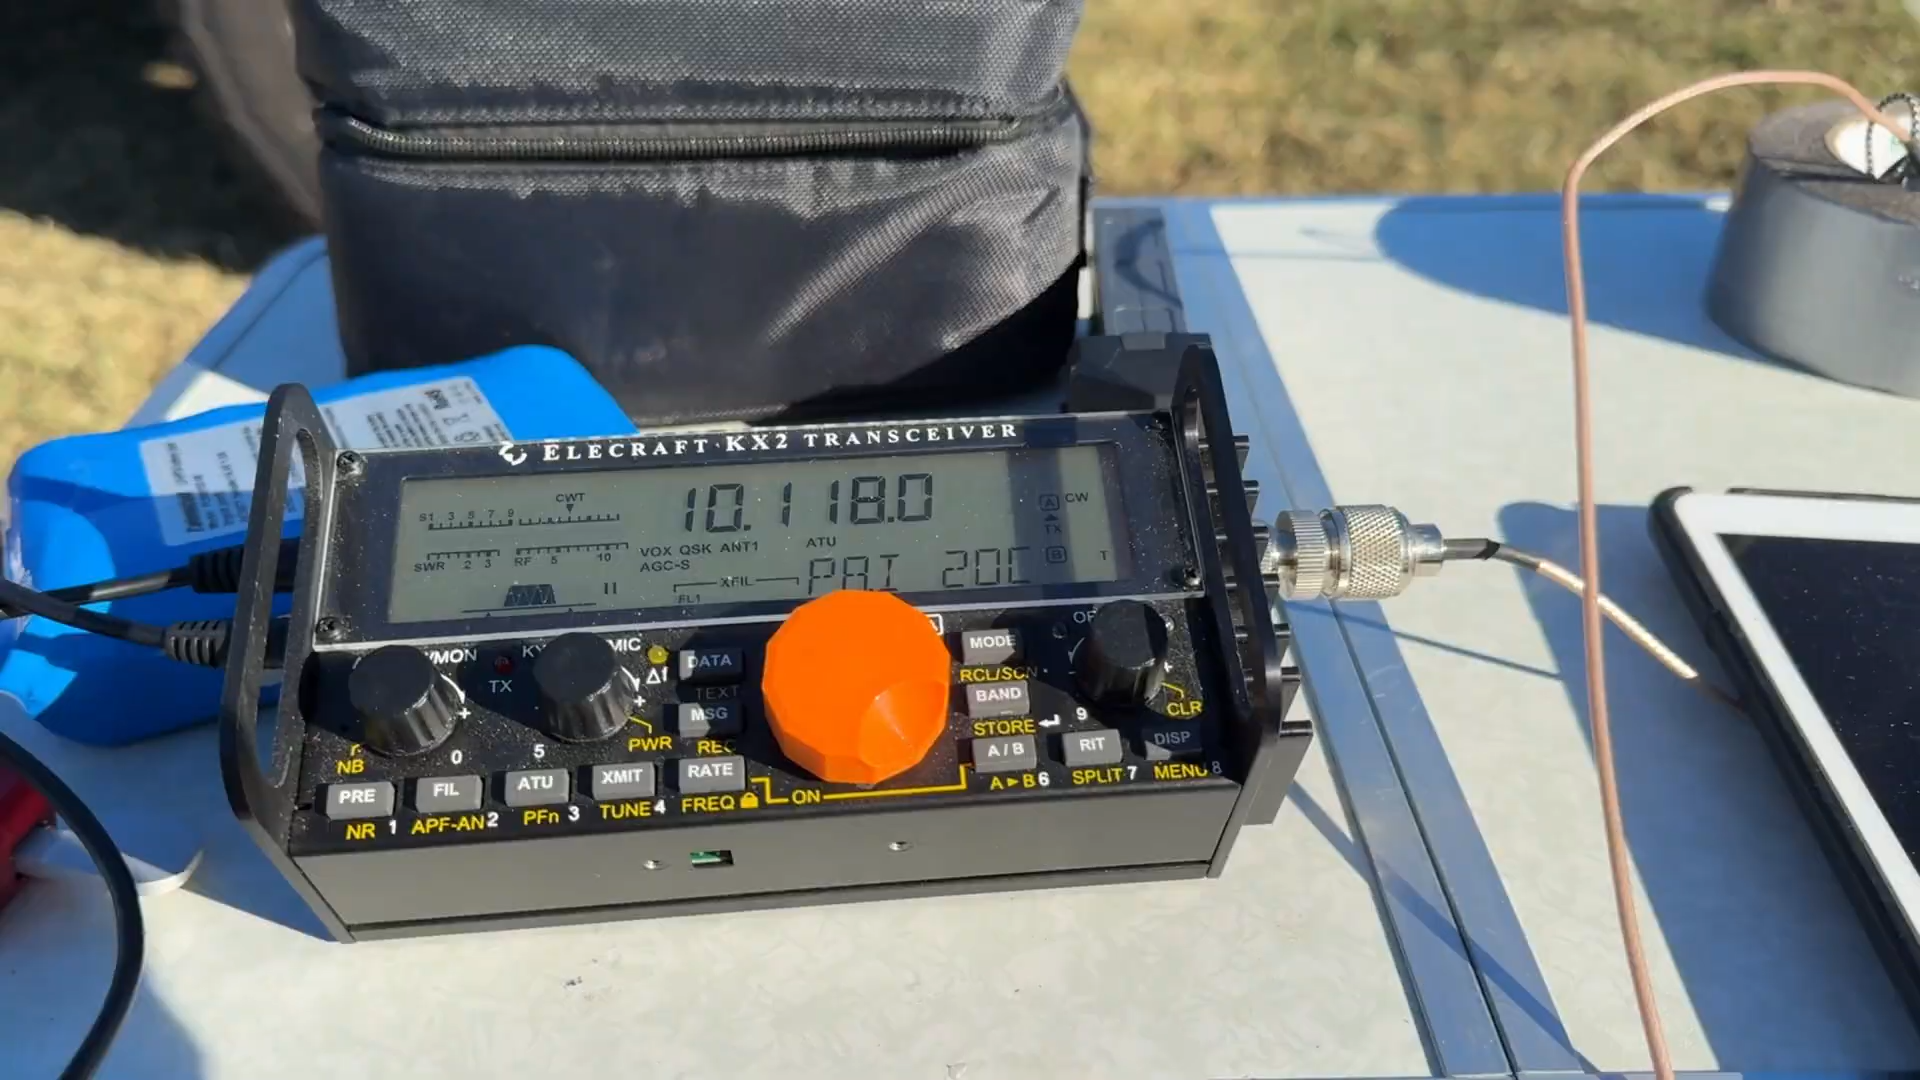 ELECRAFT·KX2 TRANSCEIVER
CWT
S1 3 5 7 9
10.118.0
A CW
TX
SWR 2 3 RF 5 10
VOX QSK ANT1 ATU
AGC-S
B T
PAI 20C
XFIL
FL1 II
MON TX MIC Δf
PWR
DATA
TEXT
MSG
REC
MODE
RCL/SCN
BAND
STORE
9
CLR
NB 0 5
PRE FIL ATU XMIT RATE
A/B RIT DISP
NR 1 APF-AN 2 PFn 3 TUNE 4 FREQ
ON
A►B 6 SPLIT 7 MENU 8